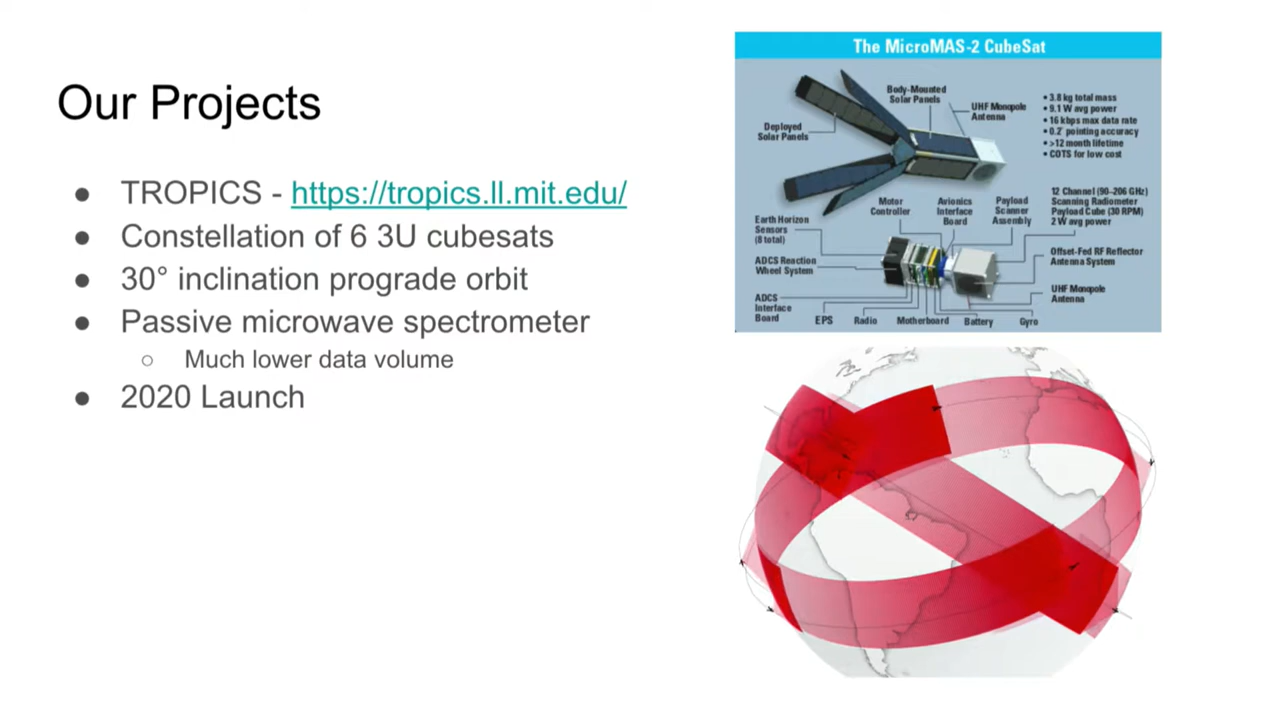 Our Projects
● TROPICS - https://tropics.ll.mit.edu/
● Constellation of 6 3U cubesats
● 30° inclination prograde orbit
● Passive microwave spectrometer
○ Much lower data volume
● 2020 Launch
The MicroMAS-2 CubeSat
Body-Mounted
Solar Panels
UHF Monopole
Antenna
Deployed
Solar Panels
• 3.8 kg total mass
• 9.1 W avg power
• 16 kbps max data rate
• 0.2° pointing accuracy
• >12 month lifetime
• COTS for low cost
Motor
Controller
Avionics
Interface
Board
Payload
Scanner
Assembly
12 Channel (90–206 GHz)
Scanning Radiometer
Payload Cube (30 RPM)
2 W avg power
Earth Horizon
Sensors
(8 total)
ADCS Reaction
Wheel System
Offset-Fed RF Reflector
Antenna System
UHF Monopole
Antenna
ADCS
Interface
Board
EPS
Radio
Motherboard
Battery
Gyro